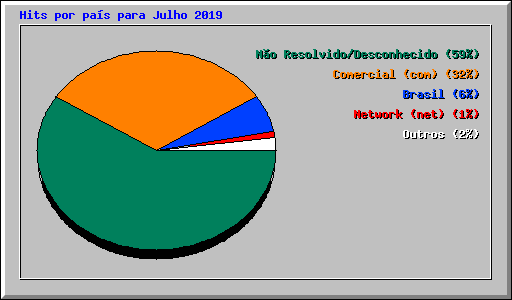 Hits por país para Julho 2019
Não Resolvido/Desconhecido (59%)
Comercial (com) (32%)
Brasil (6%)
Network (net) (1%)
Outros (2%)